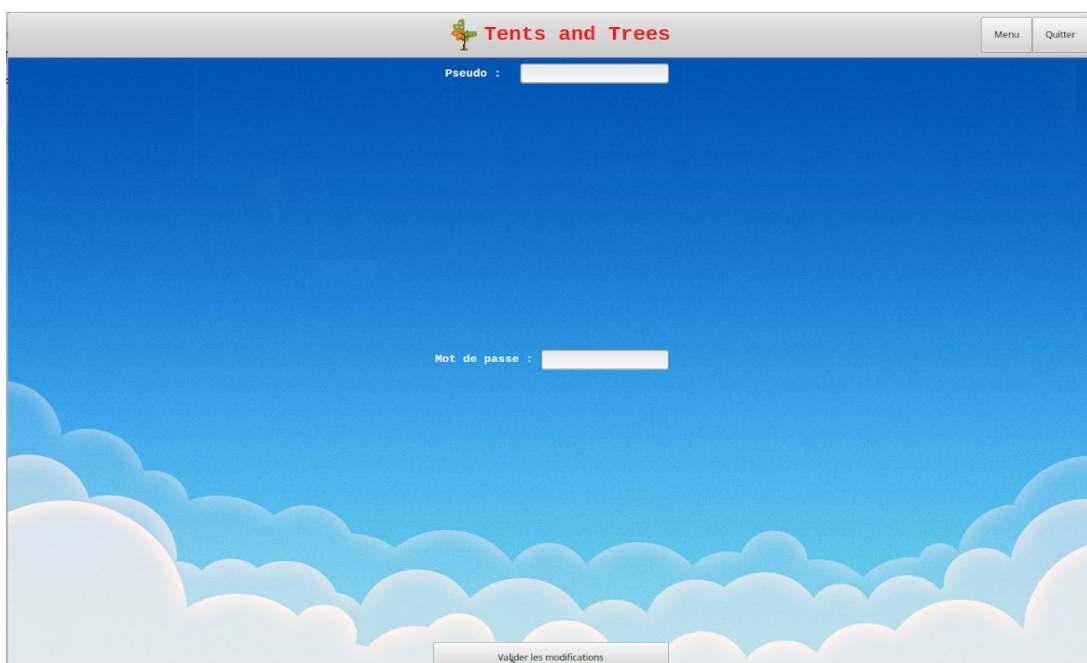 Tents and Trees
Menu
Quitter
Pseudo :
Mot de passe :
Valider les modifications